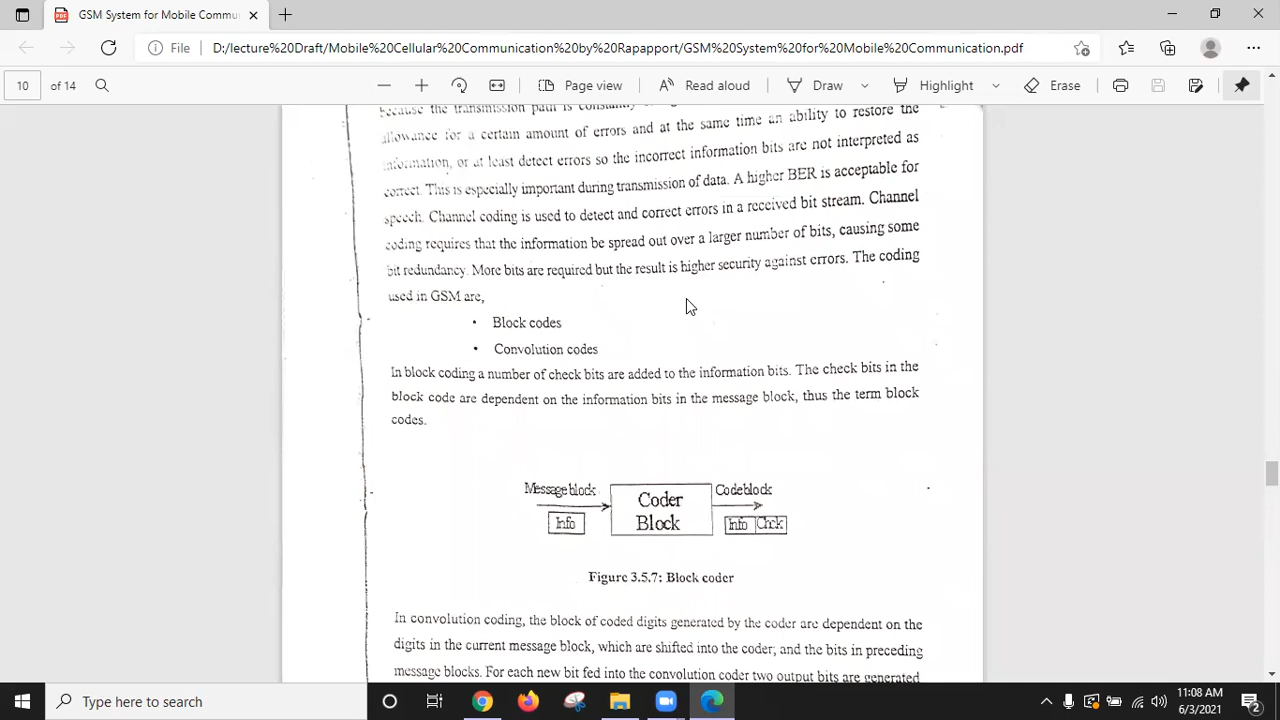 GSM System for Mobile Commu
File
D:/lecture%20Draft/Mobile%20Cellular%20Communication%20by%20Rapaport/GSM%20System%20for%20Mobile%20Communication.pdf
10 of 14
Page view
Read aloud
Draw
Highlight
Erase
because the transmission path is constantly
allowance for a certain amount of errors and at the same time an ability to restore the
information, or at least detect errors so the incorrect information bits are not interpreted as
correct. This is especially important during transmission of data. A higher BER is acceptable for
speech. Channel coding is used to detect and correct errors in a received bit stream. Channel
coding requires that the information be spread out over a larger number of bits, causing some
bit redundancy. More bits are required but the result is higher security against errors. The coding
used in GSM are,
• Block codes
• Convolution codes
In block coding a number of check bits are added to the information bits. The check bits in the
block code are dependent on the information bits in the message block, thus the term block
codes.
Message block
Info
Coder
Block
Code block
Info Chck
Figure 3.5.7: Block coder
In convolution coding, the block of coded digits generated by the coder are dependent on the
digits in the current message block, which are shifted into the coder; and the bits in preceding
message blocks. For each new bit fed into the convolution coder two output bits are generated
Type here to search
11:08 AM
6/3/2021
2